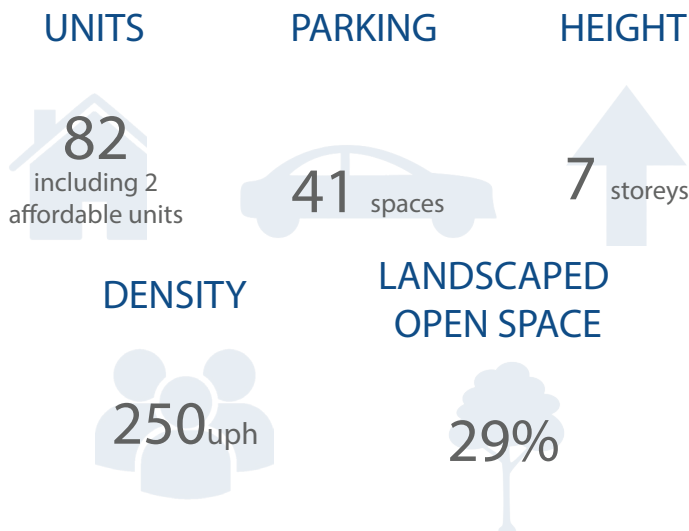 UNITS
PARKING
HEIGHT
82
including 2
affordable units
41 spaces
7 storeys
DENSITY
LANDSCAPED
OPEN SPACE
250uph
29%